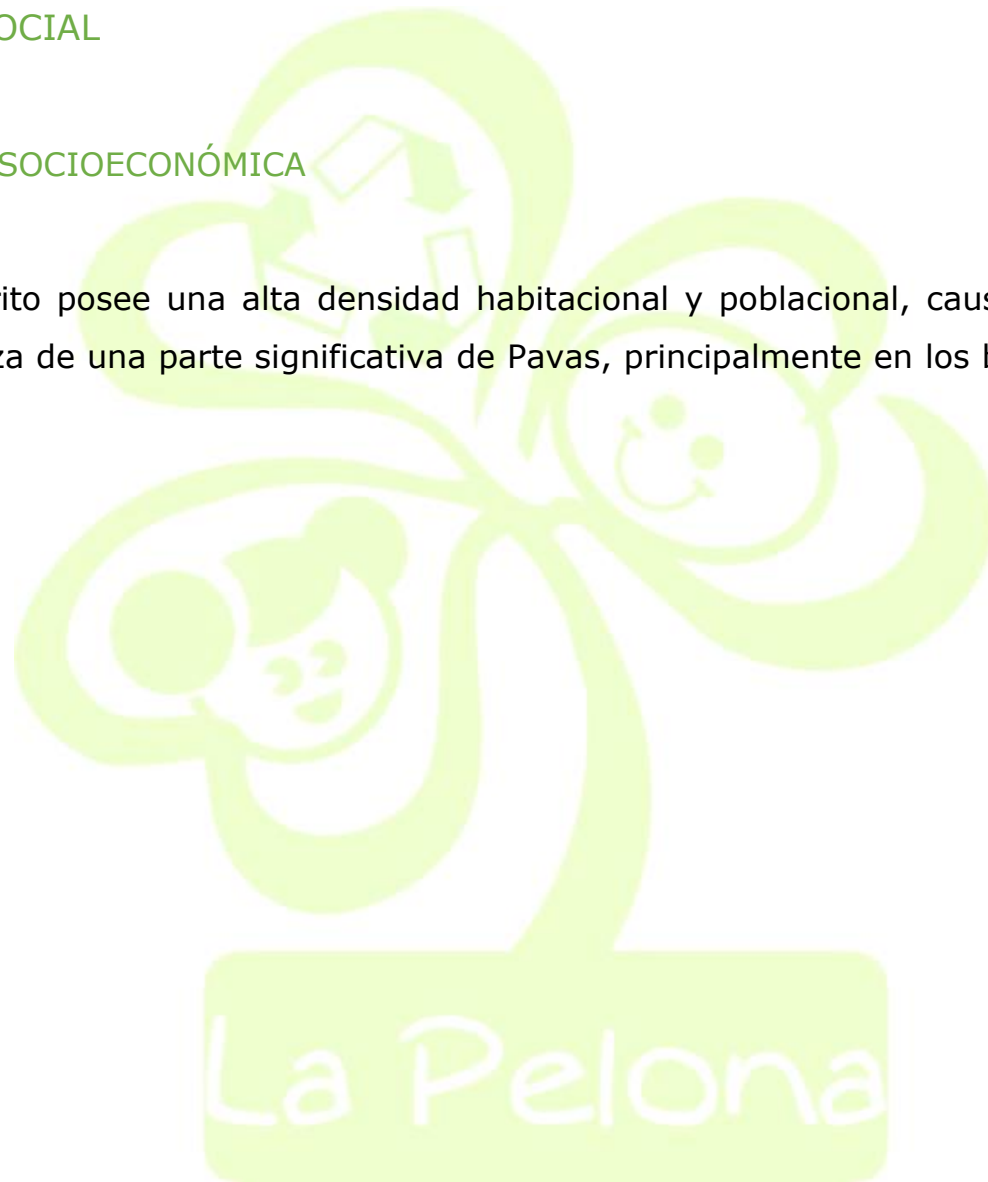 OCIAL
SOCIOECONÓMICA
rito posee una alta densidad habitacional y poblacional, caus
za de una parte significativa de Pavas, principalmente en los
La Pelona